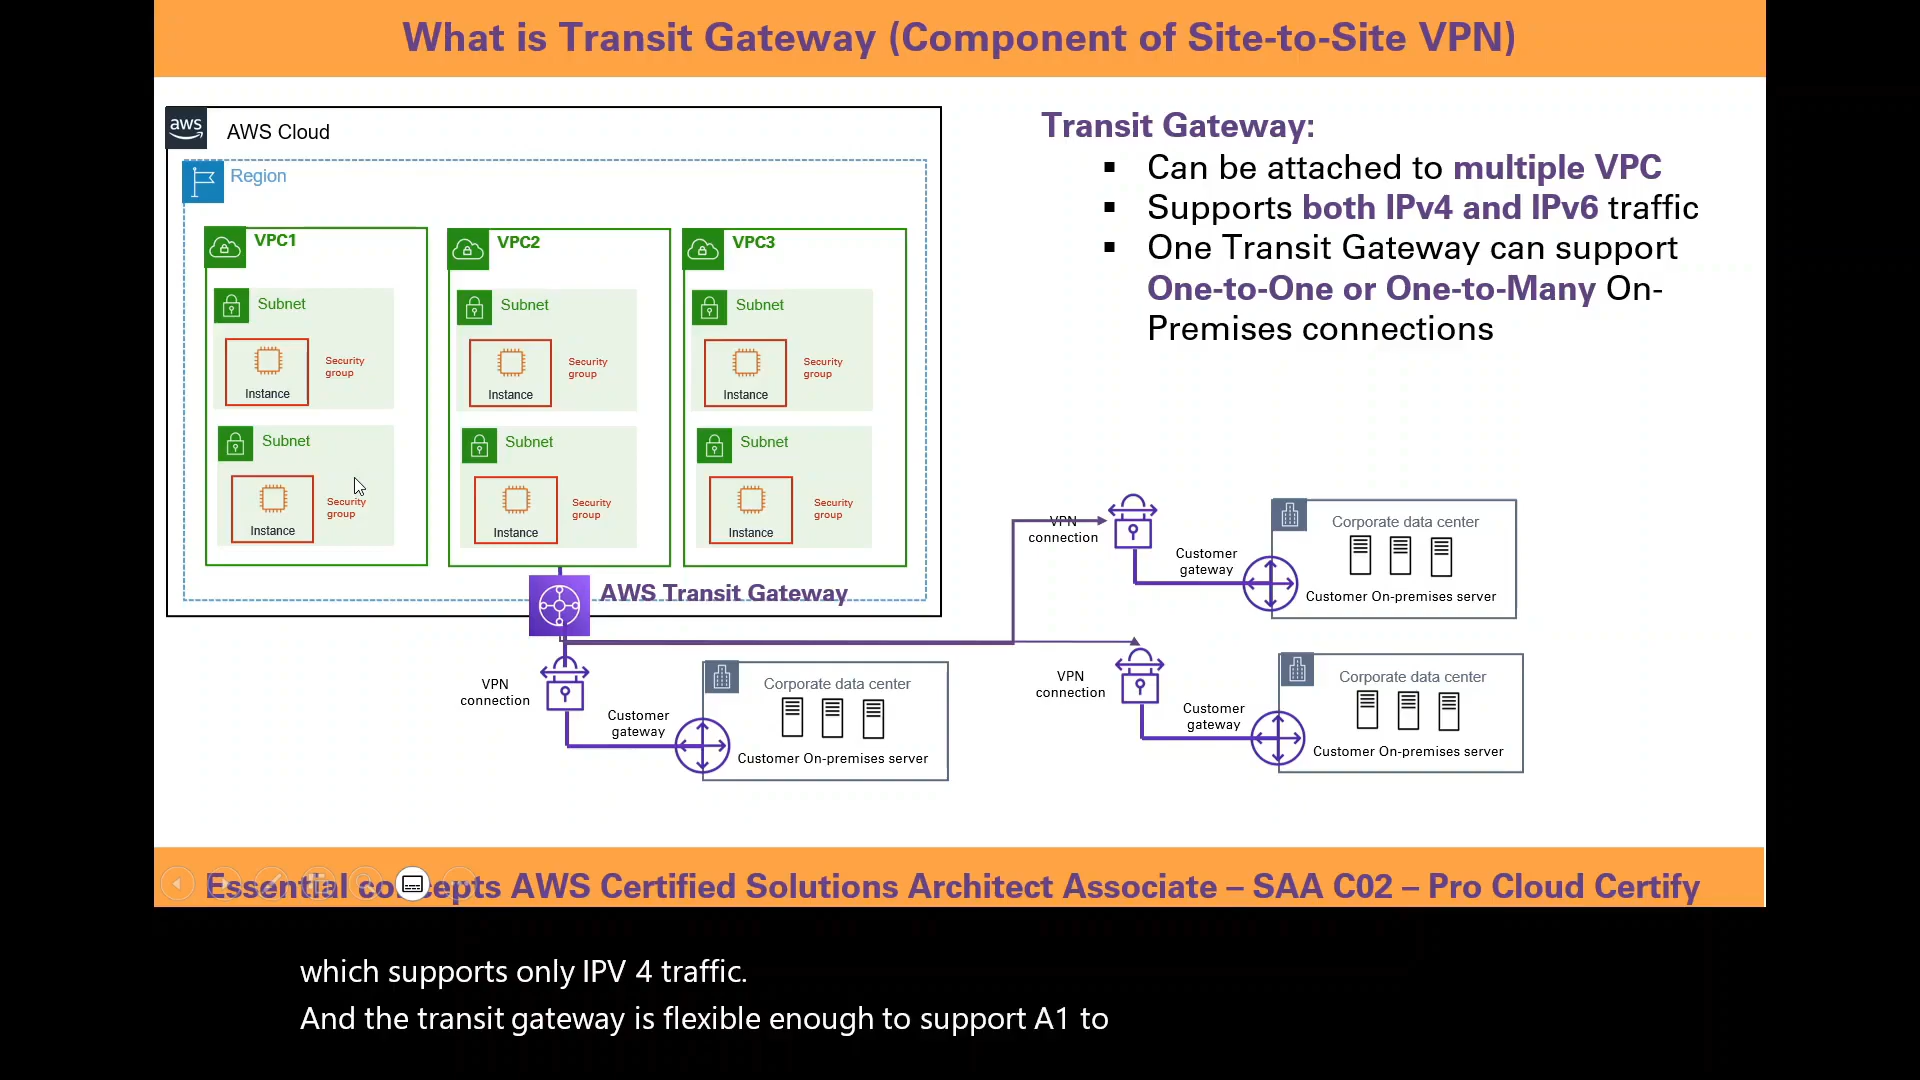 What is Transit Gateway (Component of Site-to-Site VPN)
aws
AWS Cloud
Region
VPC1
VPC2
VPC3
Subnet
Subnet
Subnet
Instance
Security
group
Instance
Security
group
Instance
Security
group
Subnet
Subnet
Subnet
Instance
Security
group
Instance
Security
group
Instance
Security
group
AWS Transit Gateway
Transit Gateway:
▪ Can be attached to multiple VPC
▪ Supports both IPv4 and IPv6 traffic
▪ One Transit Gateway can support
One-to-One or One-to-Many On-
Premises connections
VPN
connection
Customer
gateway
Corporate data center
Customer On-premises server
VPN
connection
Customer
gateway
Corporate data center
Customer On-premises server
VPN
connection
Customer
gateway
Corporate data center
Customer On-premises server
Essential concepts AWS Certified Solutions Architect Associate – SAA C02 – Pro Cloud Certify
which supports only IPV 4 traffic.
And the transit gateway is flexible enough to support A1 to